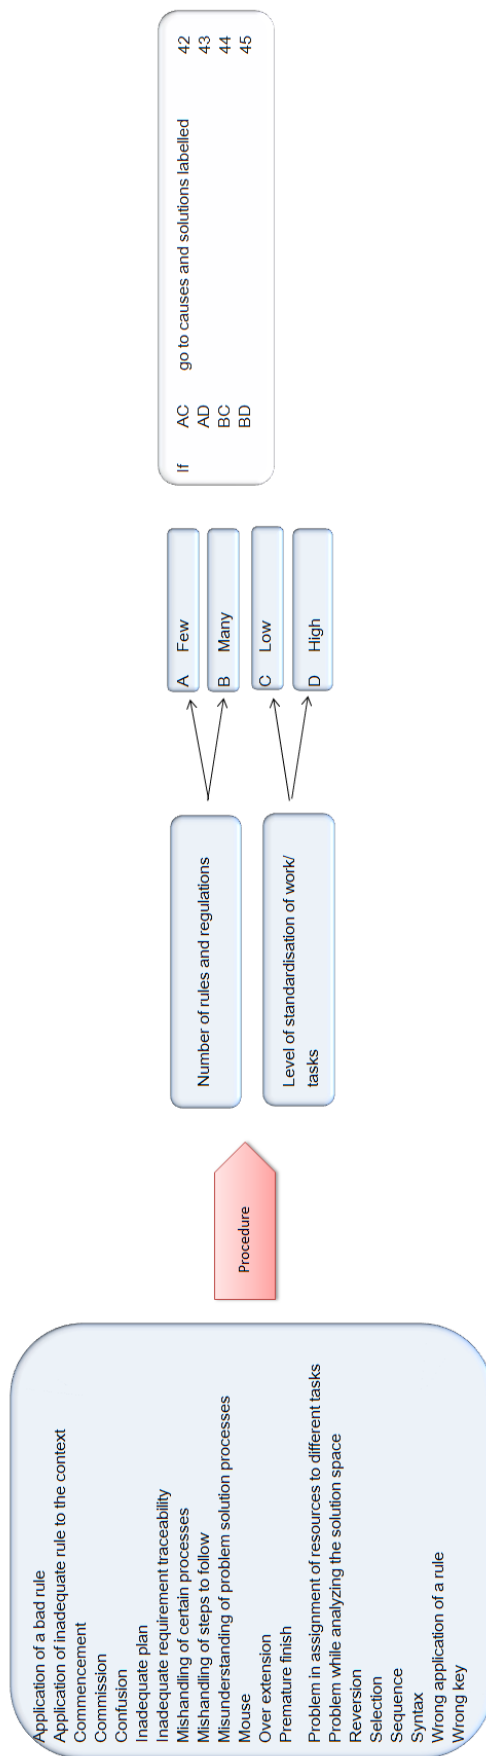 Application of a bad rule
Application of inadequate rule to the context
Commencement
Commission
Confusion
Inadequate plan
Inadequate requirement traceability
Mishandling of certain processes
Mishandling of steps to follow
Misunderstanding of problem solution processes
Mouse
Over extension
Premature finish
Problem in assignment of resources to different tasks
Problem while analyzing the solution space
Reversion
Selection
Sequence
Syntax
Wrong application of a rule
Wrong key
Procedure
Number of rules and regulations
Level of standardisation of work/
tasks
A Few
B Many
C Low
D High
If AC go to causes and solutions labelled 42
AD 43
BC 44
BD 45